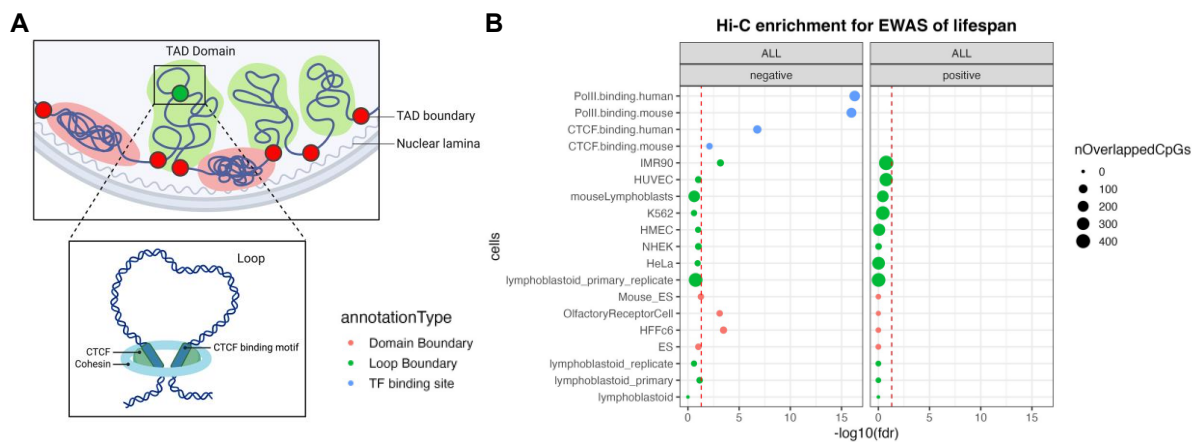 A
TAD Domain
TAD boundary
Nuclear lamina
Loop
CTCF
CTCF binding motif
Cohesin
annotationType
Domain Boundary
Loop Boundary
TF binding site
B
Hi-C enrichment for EWAS of lifespan
ALL
ALL
negative
positive
cells
PolII.binding.human
PolII.binding.mouse
CTCF.binding.human
CTCF.binding.mouse
IMR90
HUVEC
mouseLymphoblasts
K562
HMEC
NHEK
HeLa
lymphoblastoid_primary_replicate
Mouse_ES
OlfactoryReceptorCell
HFFc6
ES
lymphoblastoid_replicate
lymphoblastoid_primary
lymphoblastoid
0 5 10 15 0 5 10 15
-log10(fdr)
nOverlappedCpGs
0
100
200
300
400